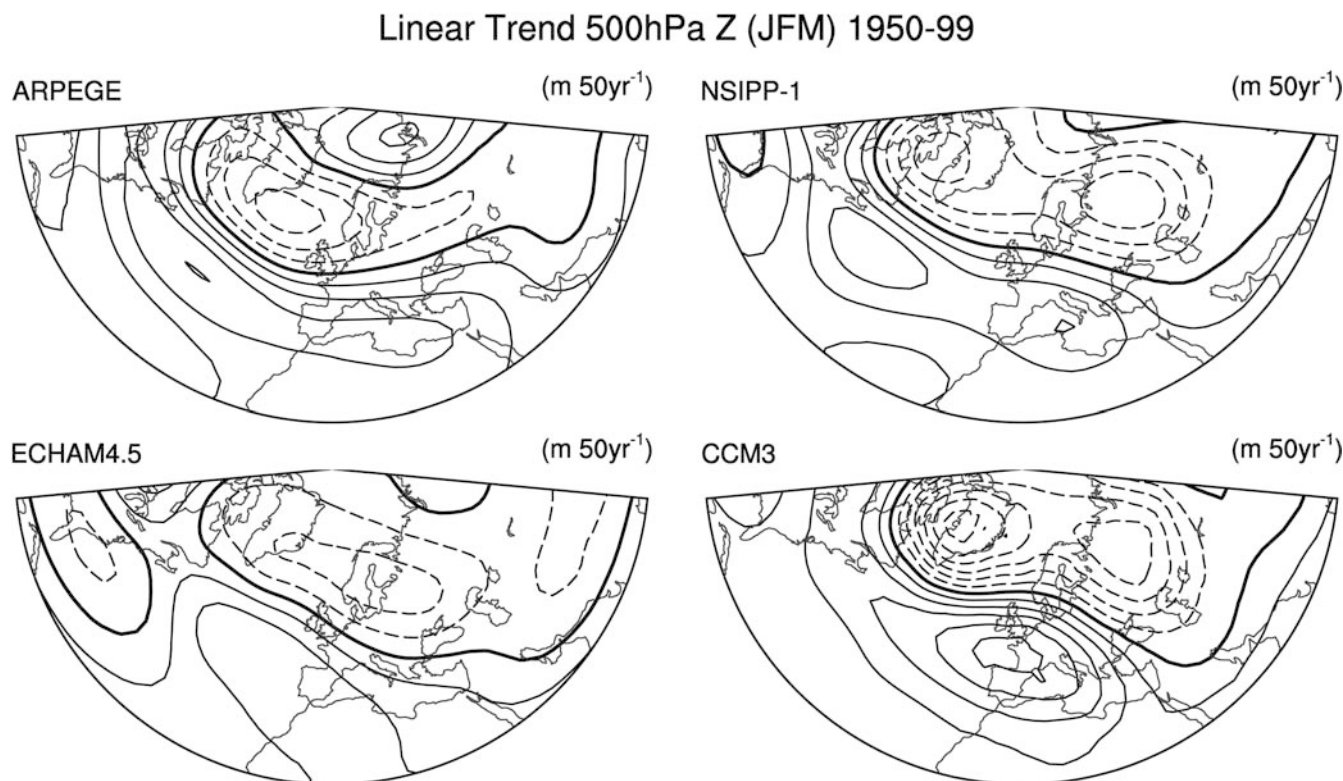 Linear Trend 500hPa Z (JFM) 1950-99
ARPEGE (m 50yr⁻¹) NSIPP-1 (m 50yr⁻¹)
ECHAM4.5 (m 50yr⁻¹) CCM3 (m 50yr⁻¹)